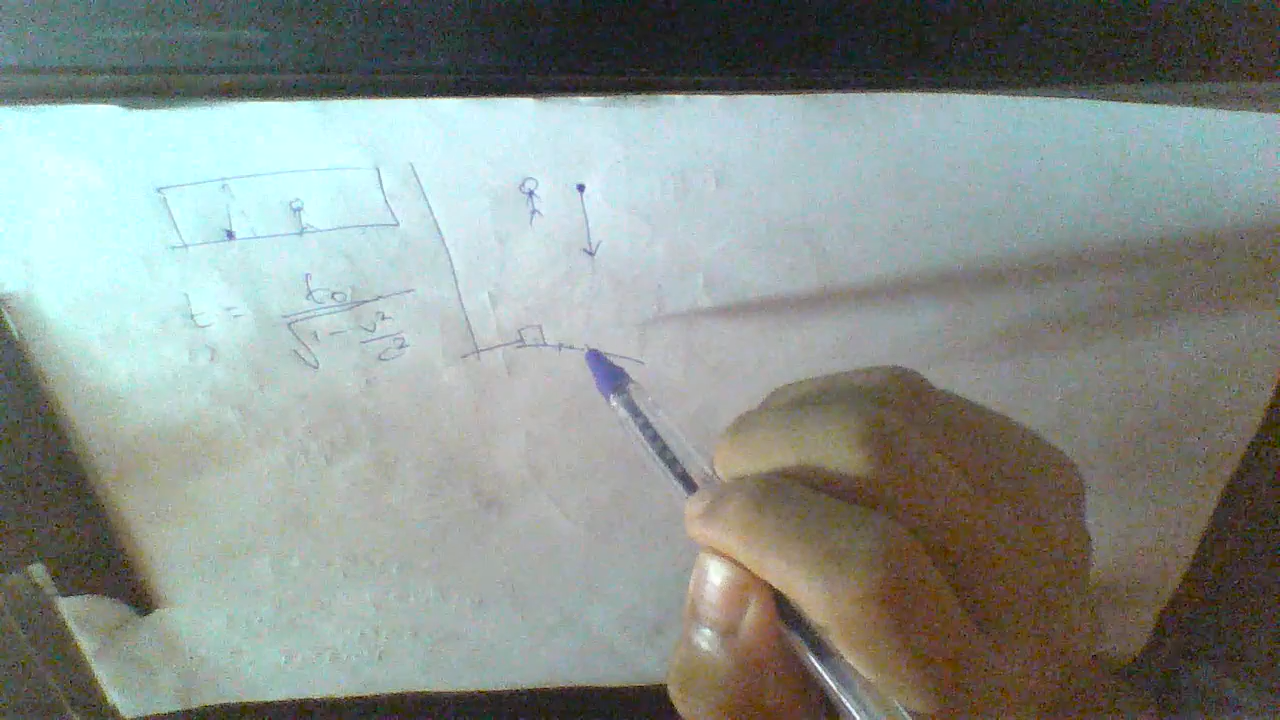 t = t₀ / √(1 - v²/c²)